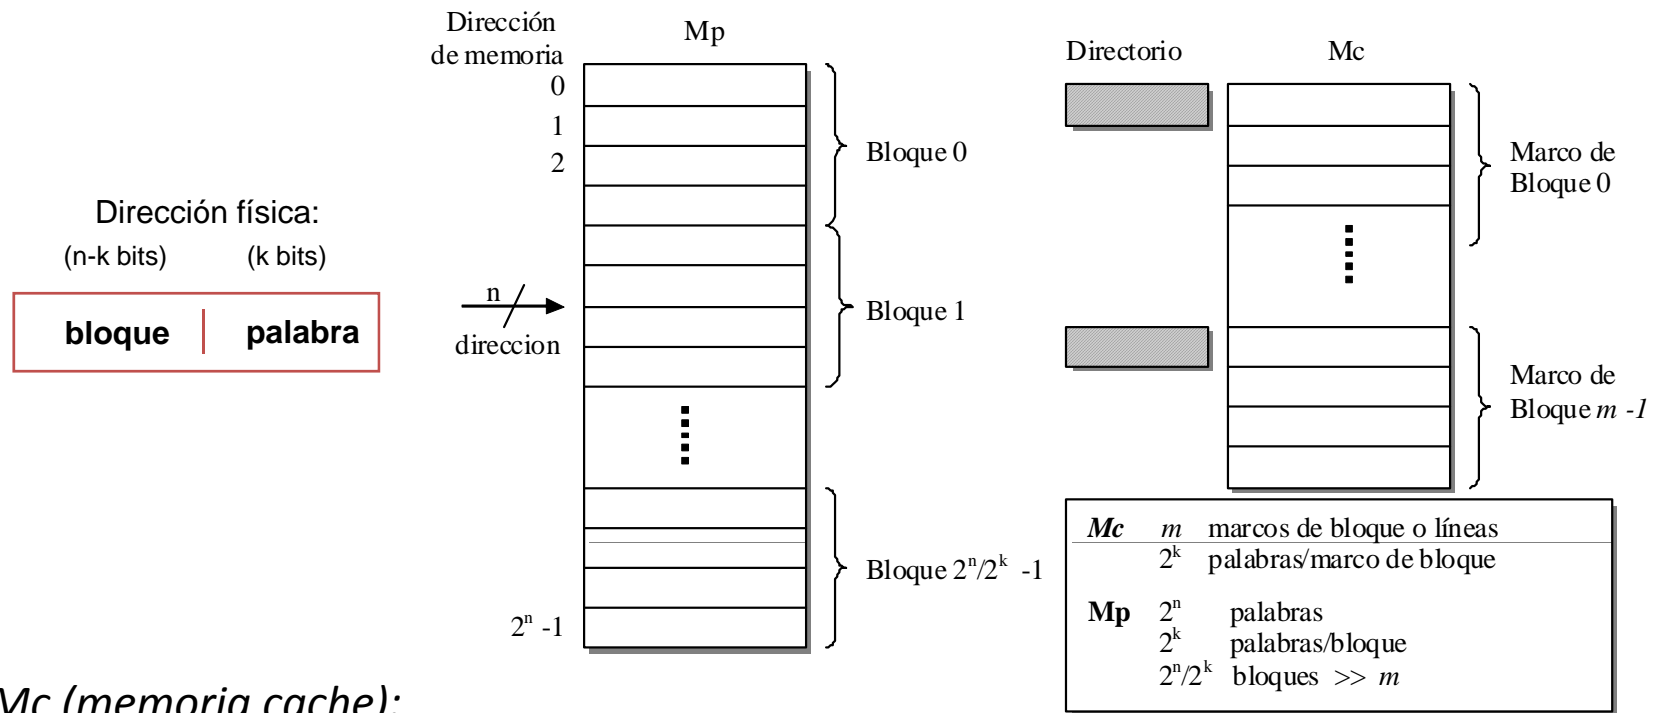 Dirección física:
(n-k bits) (k bits)
bloque palabra
Dirección
de memoria
Mp
0
1
2
n
direccion
2ⁿ -1
Bloque 0
Bloque 1
Bloque 2ⁿ/2ᵏ -1
Directorio
Mc
Marco de
Bloque 0
Marco de
Bloque m -1
Mc m marcos de bloque o líneas
2ᵏ palabras/marco de bloque
Mp 2ⁿ palabras
2ᵏ palabras/bloque
2ⁿ/2ᵏ bloques >> m
Mc (memoria cache):